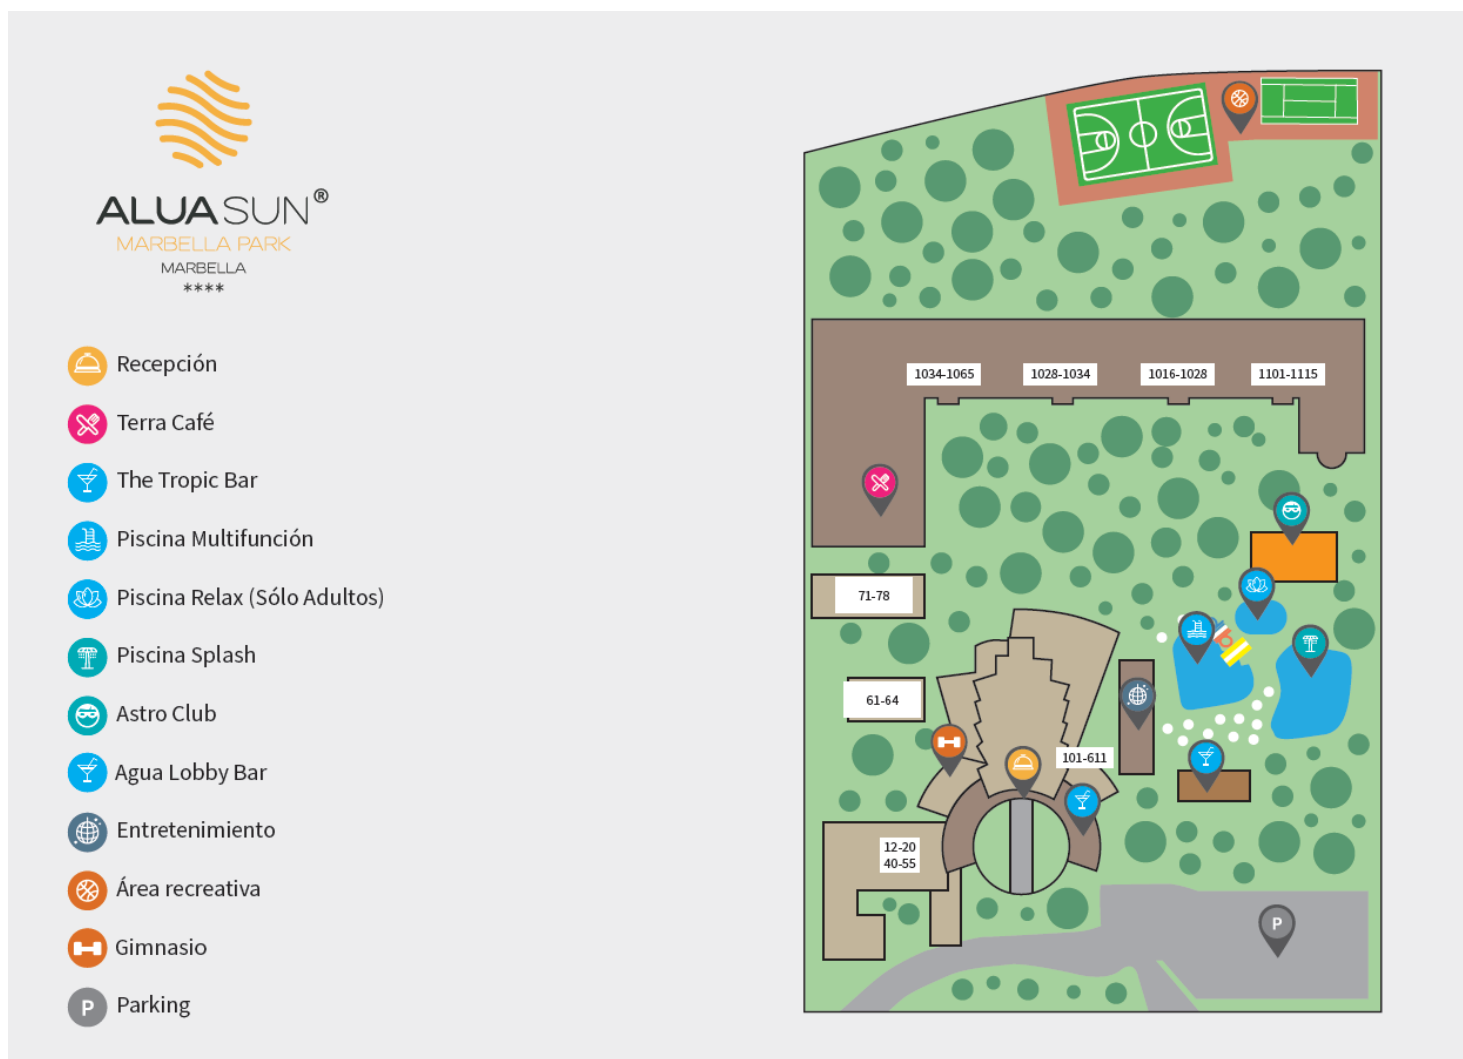 ALUASUN®
MARBELLA PARK
MARBELLA
****
Recepción
Terra Café
The Tropic Bar
Piscina Multifunción
Piscina Relax (Sólo Adultos)
Piscina Splash
Astro Club
Agua Lobby Bar
Entretenimiento
Área recreativa
Gimnasio
P Parking
1034-1065
1028-1034
1016-1028
1101-1115
71-78
61-64
101-611
12-20
40-55
P